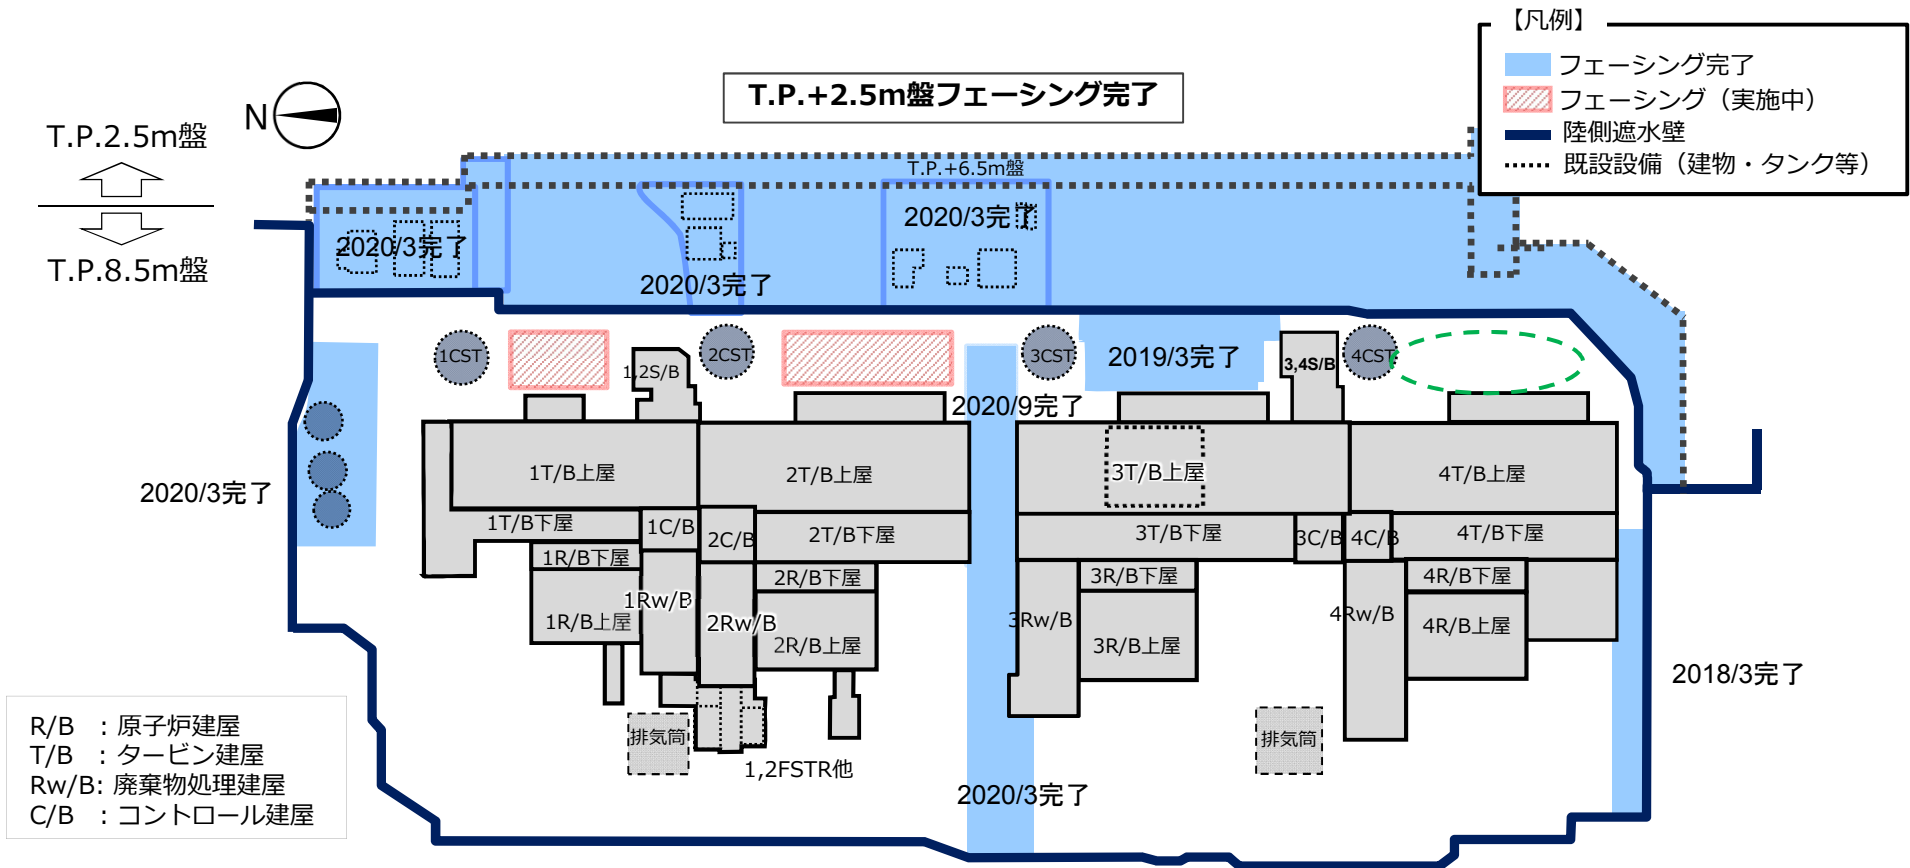 【凡例】
フェーシング完了
フェーシング（実施中）
陸側遮水壁
既設設備（建物・タンク等）
T.P.+2.5m盤フェーシング完了
N
T.P.2.5m盤
T.P.8.5m盤
T.P.+6.5m盤
2020/3完了
2020/3完了
2020/3完了
1CST
1,2S/B
2CST
3CST
2019/3完了
3,4S/B
4CST
2020/9完了
2020/3完了
1T/B上屋
2T/B上屋
3T/B上屋
4T/B上屋
1T/B下屋
1C/B
2C/B
2T/B下屋
3T/B下屋
3C/B
4C/B
4T/B下屋
1R/B下屋
2R/B下屋
3R/B下屋
4R/B下屋
1Rw/B
1R/B上屋
2Rw/B
2R/B上屋
3Rw/B
3R/B上屋
4Rw/B
4R/B上屋
2018/3完了
排気筒
排気筒
1,2FSTR他
2020/3完了
R/B ：原子炉建屋
T/B ：タービン建屋
Rw/B：廃棄物処理建屋
C/B ：コントロール建屋